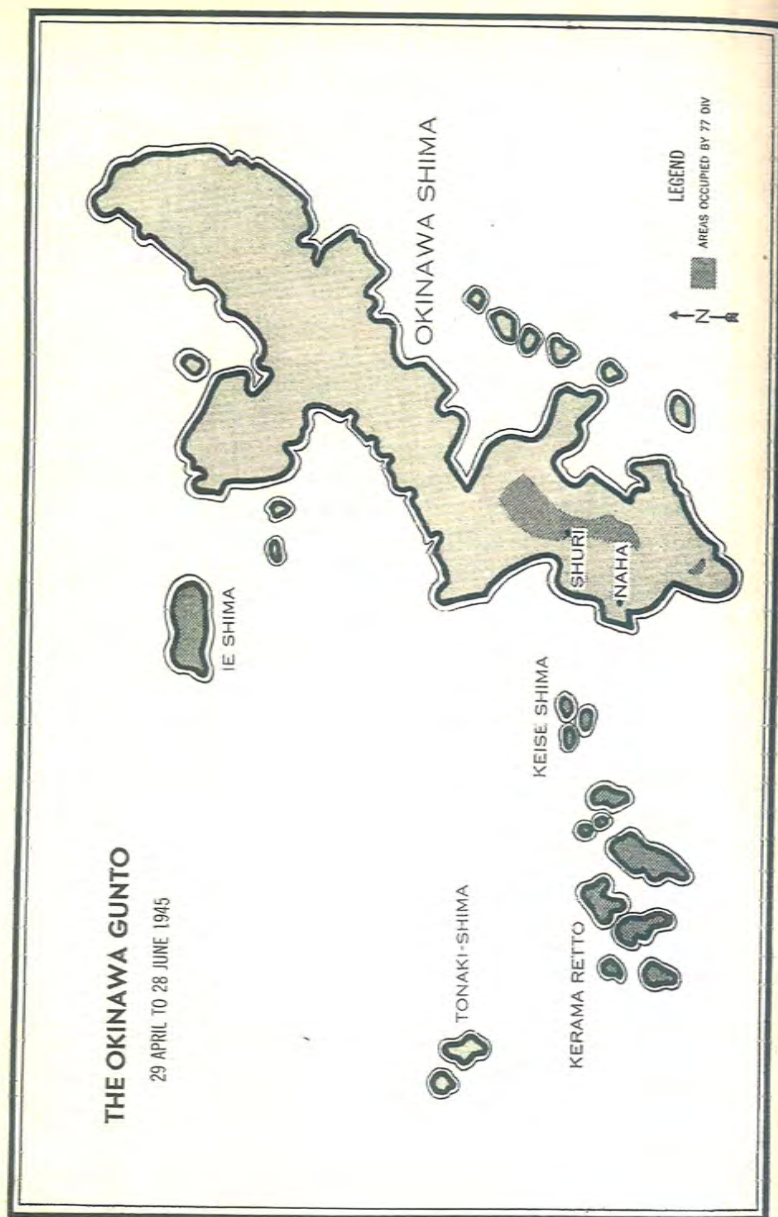 THE OKINAWA GUNTO
29 APRIL TO 28 JUNE 1945
IE SHIMA
OKINAWA SHIMA
TONAKI-SHIMA
KEISE SHIMA
SHURI
NAHA
KERAMA RETTO
LEGEND
AREAS OCCUPIED BY 77 DIV
N